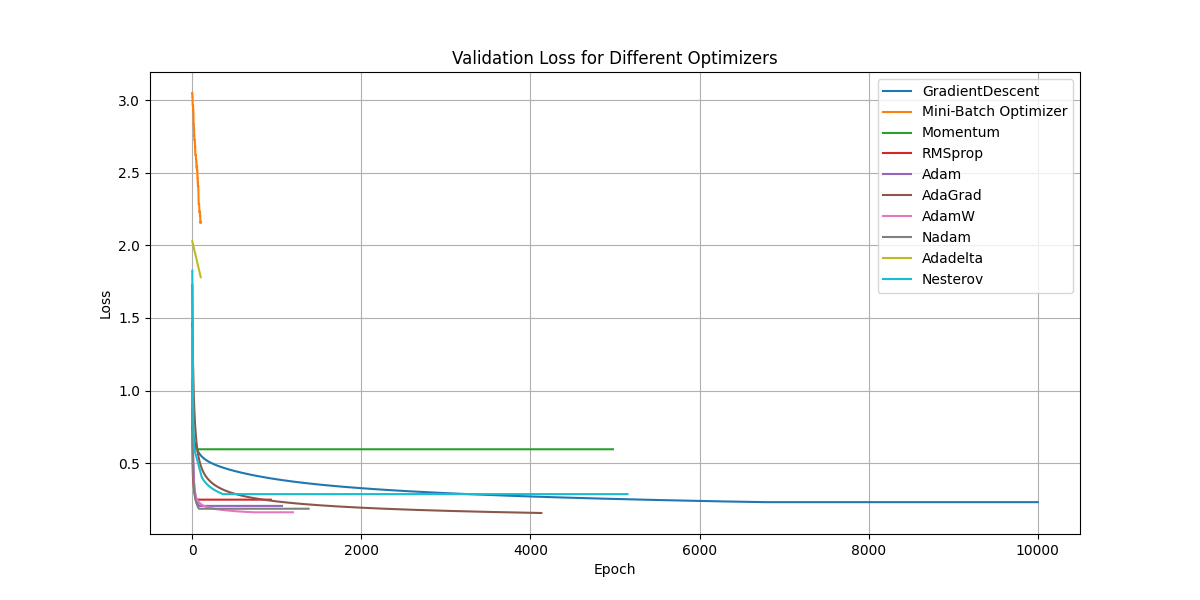 Validation Loss for Different Optimizers
3.0
2.5
2.0
1.5
1.0
0.5
Loss
GradientDescent
Mini-Batch Optimizer
Momentum
RMSprop
Adam
AdaGrad
AdamW
Nadam
Adadelta
Nesterov
0 2000 4000 6000 8000 10000
Epoch